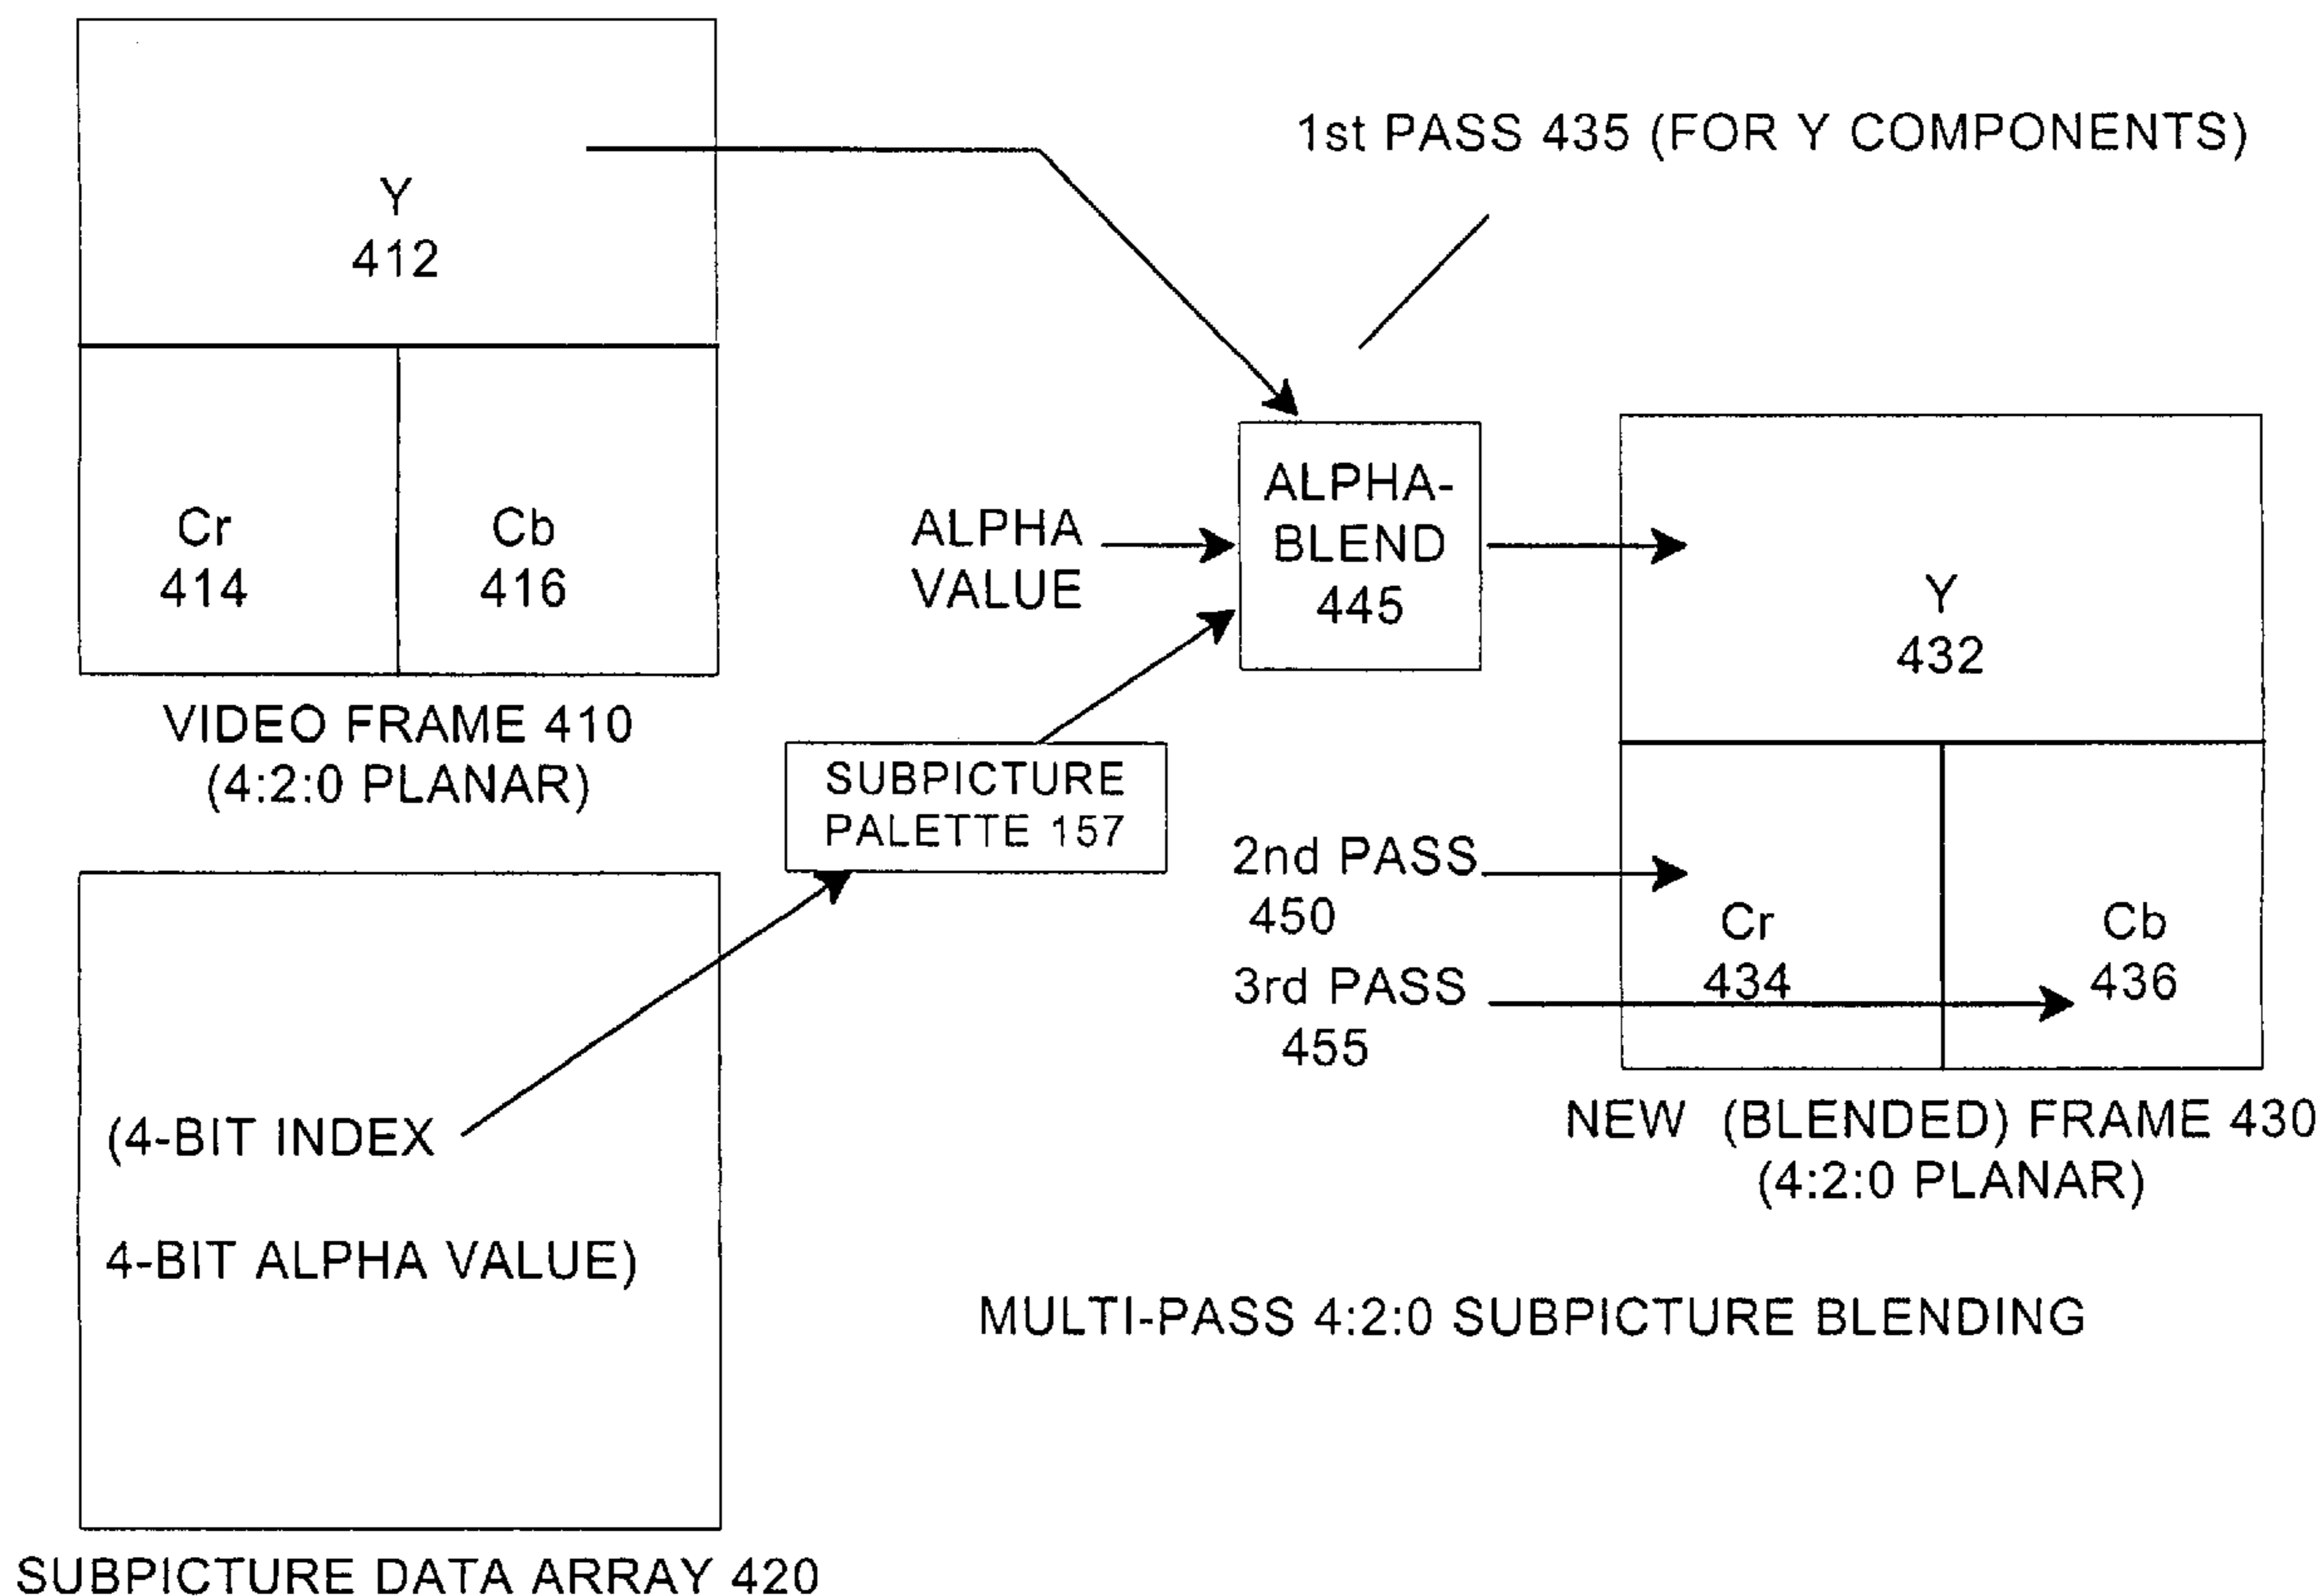 1st PASS 435 (FOR Y COMPONENTS)
Y
412
Cr
414
Cb
416
VIDEO FRAME 410
(4:2:0 PLANAR)
ALPHA
VALUE
ALPHA-
BLEND
445
SUBPICTURE
PALETTE 157
Y
432
2nd PASS
450
3rd PASS
455
Cr
434
Cb
436
NEW (BLENDED) FRAME 430
(4:2:0 PLANAR)
(4-BIT INDEX
4-BIT ALPHA VALUE)
MULTI-PASS 4:2:0 SUBPICTURE BLENDING
SUBPICTURE DATA ARRAY 420